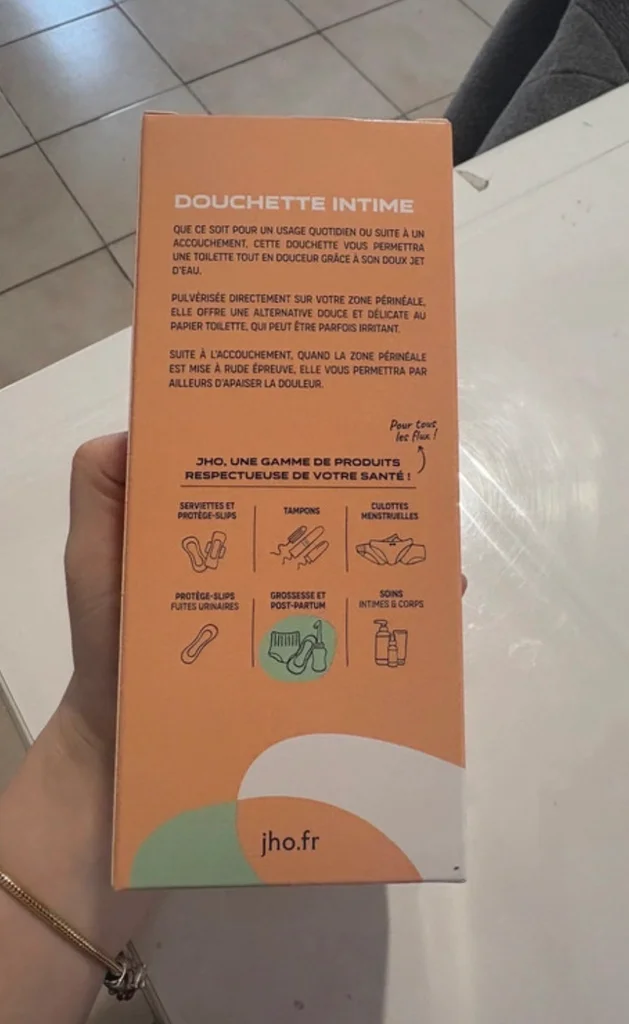 DOUCHETTE INTIME
QUE CE SOIT POUR UN USAGE QUOTIDIEN OU SUITE À UN
ACCOUCHEMENT, CETTE DOUCHETTE VOUS PERMETTRA
UNE TOILETTE TOUT EN DOUCEUR GRÂCE À SON DOUX JET
D'EAU.
PULVÉRISÉE DIRECTEMENT SUR VOTRE ZONE PÉRINÉALE,
ELLE OFFRE UNE ALTERNATIVE DOUCE ET DÉLICATE AU
PAPIER TOILETTE, QUI PEUT ÊTRE PARFOIS IRRITANT.
SUITE À L'ACCOUCHEMENT, QUAND LA ZONE PÉRINÉALE
EST MISE À RUDE ÉPREUVE, ELLE VOUS PERMETTRA PAR
AILLEURS D'APAISER LA DOULEUR.
Pour tous
les flux !
JHO, UNE GAMME DE PRODUITS
RESPECTUEUSE DE VOTRE SANTÉ !
SERVIETTES ET
PROTÈGE-SLIPS
TAMPONS
CULOTTES
MENSTRUELLES
PROTÈGE-SLIPS
FUITES URINAIRES
GROSSESSE ET
POST-PARTUM
SOINS
INTIMES & CORPS
jho.fr